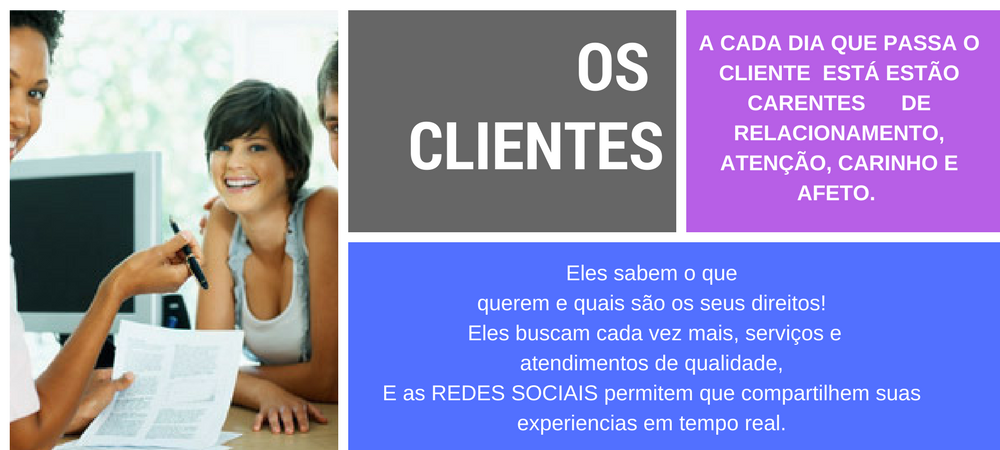 OS
CLIENTES
A CADA DIA QUE PASSA O
CLIENTE ESTÁ ESTÃO
CARENTES DE
RELACIONAMENTO,
ATENÇÃO, CARINHO E
AFETO.
Eles sabem o que
querem e quais são os seus direitos!
Eles buscam cada vez mais, serviços e
atendimentos de qualidade,
E as REDES SOCIAIS permitem que compartilhem suas
experiencias em tempo real.